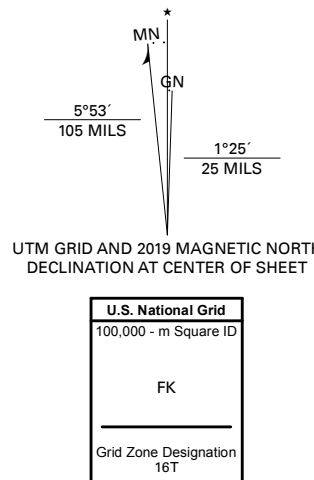 MN
GN
5°53´
105 MILS
1°25´
25 MILS
UTM GRID AND 2019 MAGNETIC NORTH
DECLINATION AT CENTER OF SHEET
U.S. National Grid
100,000 - m Square ID
FK
Grid Zone Designation
16T